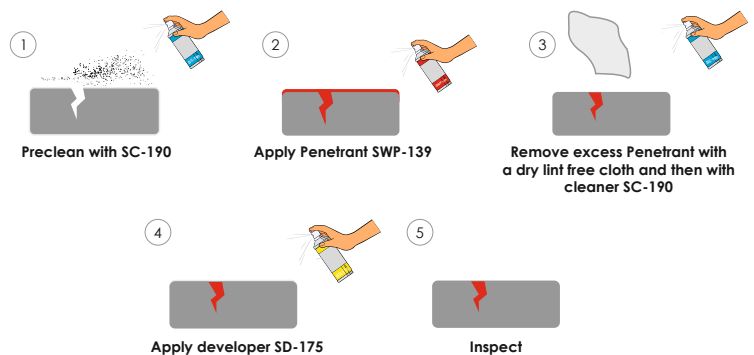 1
2
3
Preclean with SC-190
Apply Penetrant SWP-139
Remove excess Penetrant with
a dry lint free cloth and then with
cleaner SC-190
4
5
Apply developer SD-175
Inspect